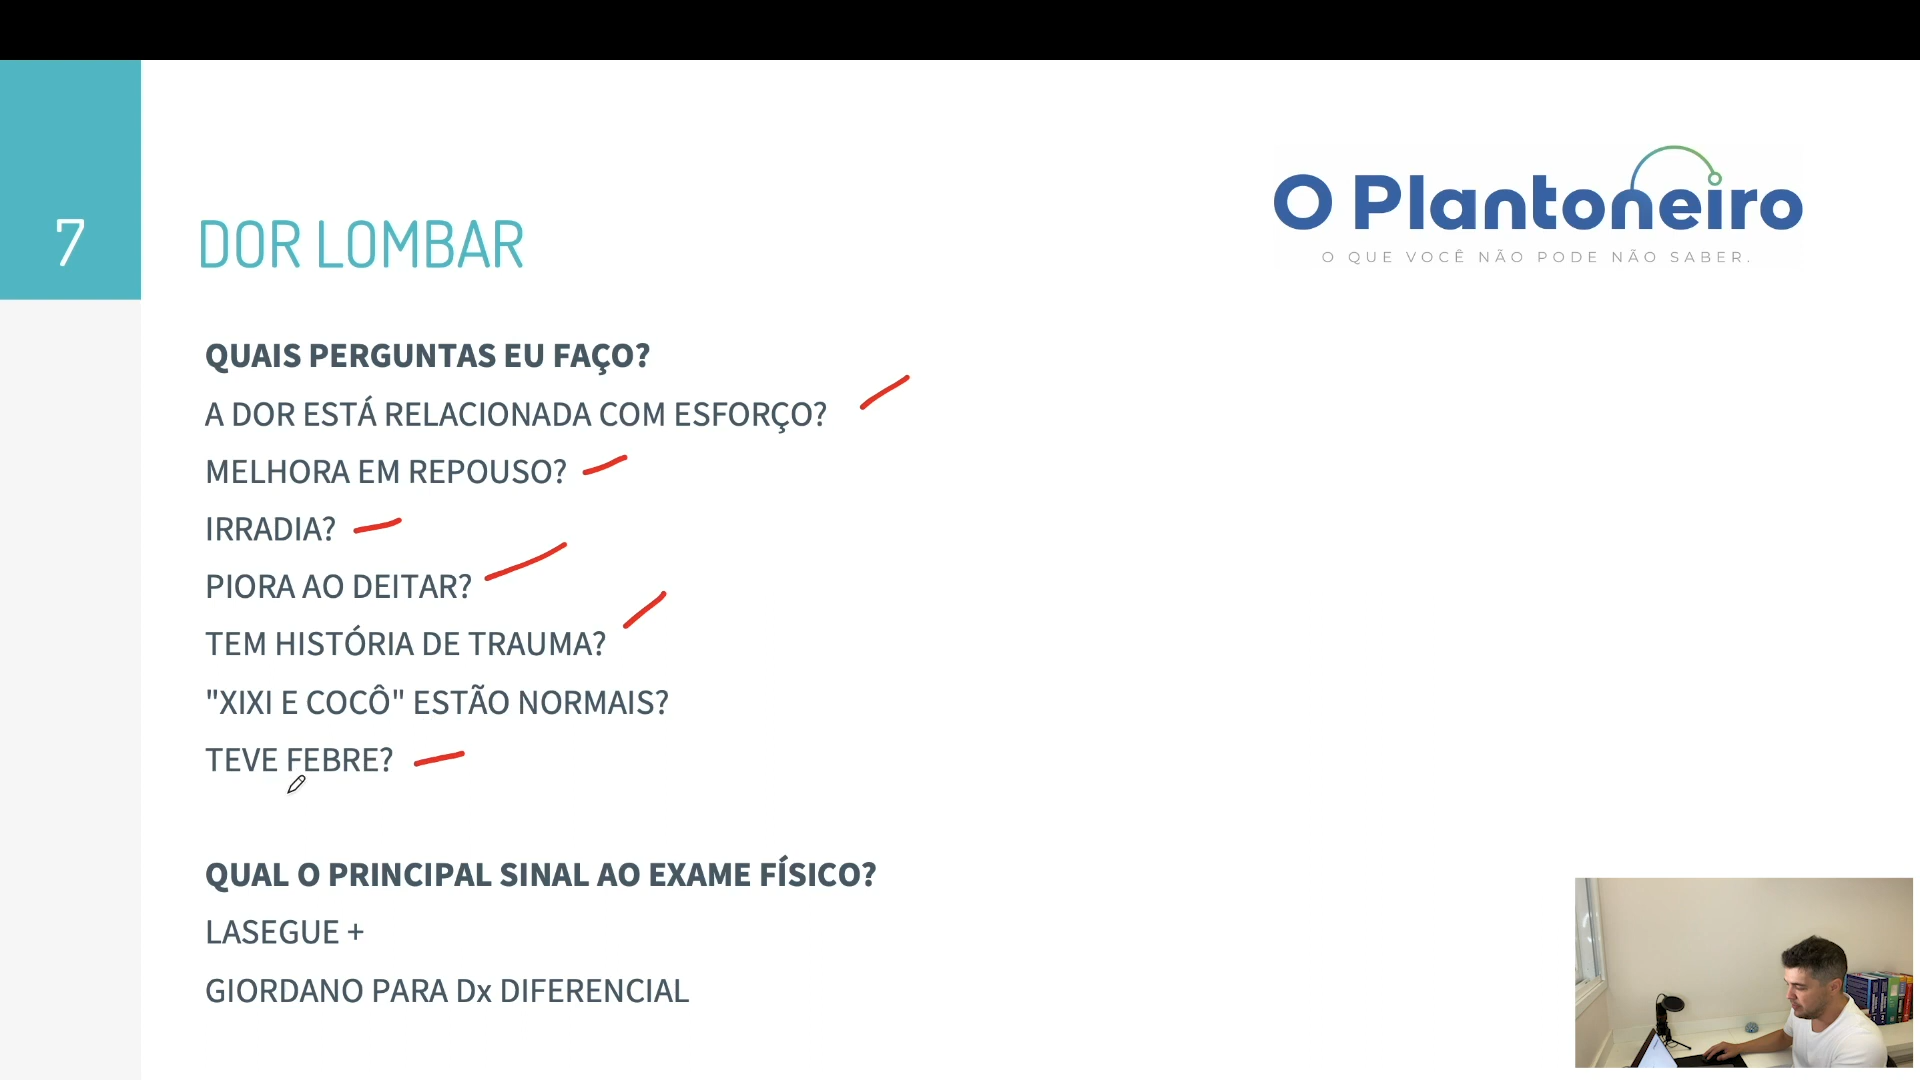 7
DOR LOMBAR
O Plantoneiro
O QUE VOCÊ NÃO PODE NÃO SABER.
QUAIS PERGUNTAS EU FAÇO?
A DOR ESTÁ RELACIONADA COM ESFORÇO?
MELHORA EM REPOUSO?
IRRADIA?
PIORA AO DEITAR?
TEM HISTÓRIA DE TRAUMA?
"XIXI E COCÔ" ESTÃO NORMAIS?
TEVE FEBRE?
QUAL O PRINCIPAL SINAL AO EXAME FÍSICO?
LASEGUE +
GIORDANO PARA Dx DIFERENCIAL